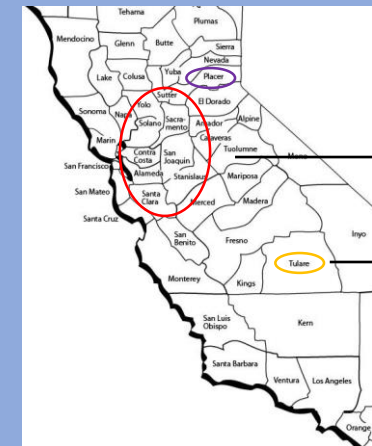 Tehama
Plumas
Mendocino
Glenn
Butte
Sierra
Nevada
Lake
Colusa
Yuba
Placer
Sutter
Yolo
El Dorado
Sonoma
Napa
Solano
Sacra-
mento
Amador
Alpine
Marin
Calaveras
Contra
Costa
San
Joaquin
Tuolumne
Mono
San Francisco
Alameda
Stanislaus
Mariposa
San Mateo
Santa
Clara
Merced
Madera
Santa Cruz
San
Benito
Fresno
Inyo
Tulare
Monterey
Kings
San Luis
Obispo
Kern
Santa Barbara
Ventura
Los Angeles
Orange